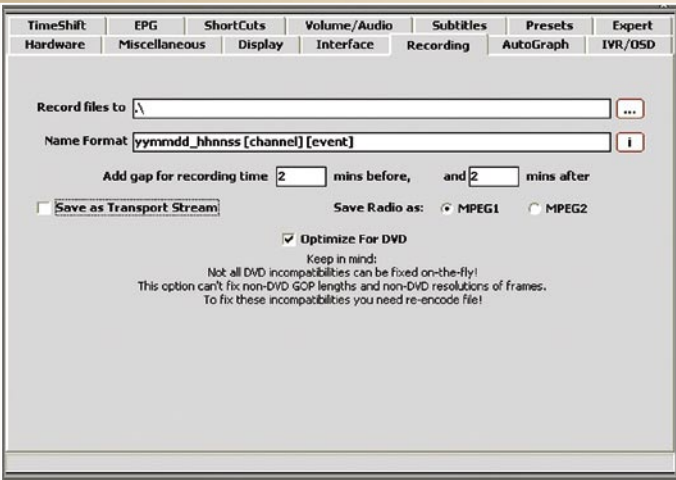 TimeShift EPG ShortCuts Volume/Audio Subtitles Presets Expert
Hardware Miscellaneous Display Interface Recording AutoGraph IVR/OSD
Record files to .\ ...
Name Format yymmdd_hhnnss [channel] [event] i
Add gap for recording time 2 mins before, and 2 mins after
Save as Transport Stream Save Radio as: MPEG1 MPEG2
Optimize For DVD
Keep in mind:
Not all DVD incompatibilities can be fixed on-the-fly!
This option can't fix non-DVD GOP lengths and non-DVD resolutions of frames.
To fix these incompatibilities you need re-encode file!